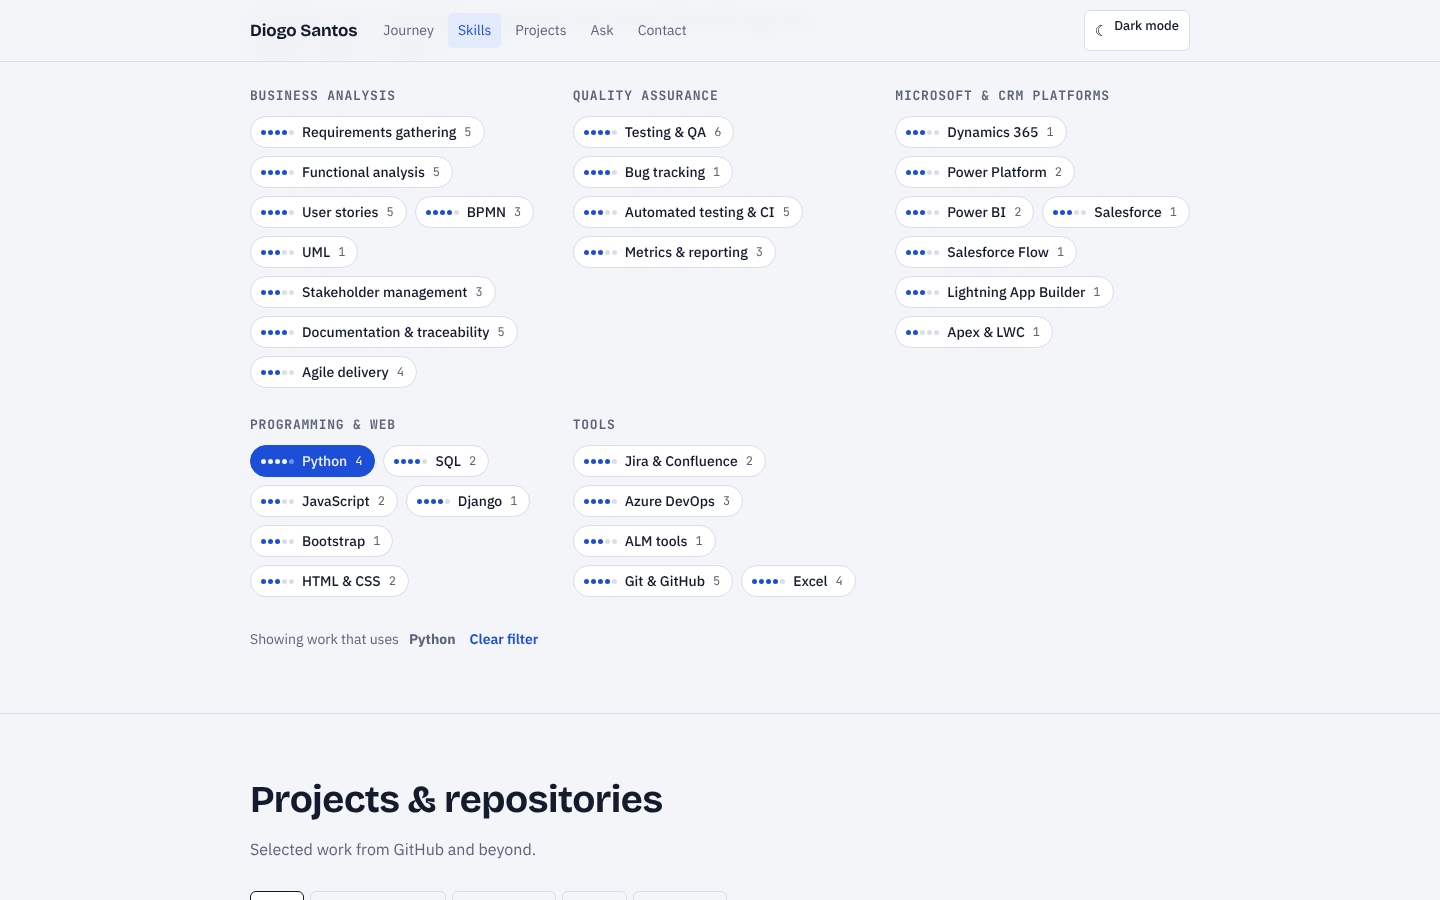 Diogo Santos Journey Skills Projects Ask Contact ☾ Dark mode
BUSINESS ANALYSIS
Requirements gathering 5
Functional analysis 5
User stories 5 BPMN 3
UML 1
Stakeholder management 3
Documentation & traceability 5
Agile delivery 4
QUALITY ASSURANCE
Testing & QA 6
Bug tracking 1
Automated testing & CI 5
Metrics & reporting 3
MICROSOFT & CRM PLATFORMS
Dynamics 365 1
Power Platform 2
Power BI 2 Salesforce 1
Salesforce Flow 1
Lightning App Builder 1
Apex & LWC 1
PROGRAMMING & WEB
Python 4 SQL 2
JavaScript 2 Django 1
Bootstrap 1
HTML & CSS 2
TOOLS
Jira & Confluence 2
Azure DevOps 3
ALM tools 1
Git & GitHub 5 Excel 4
Showing work that uses Python Clear filter
Projects & repositories
Selected work from GitHub and beyond.